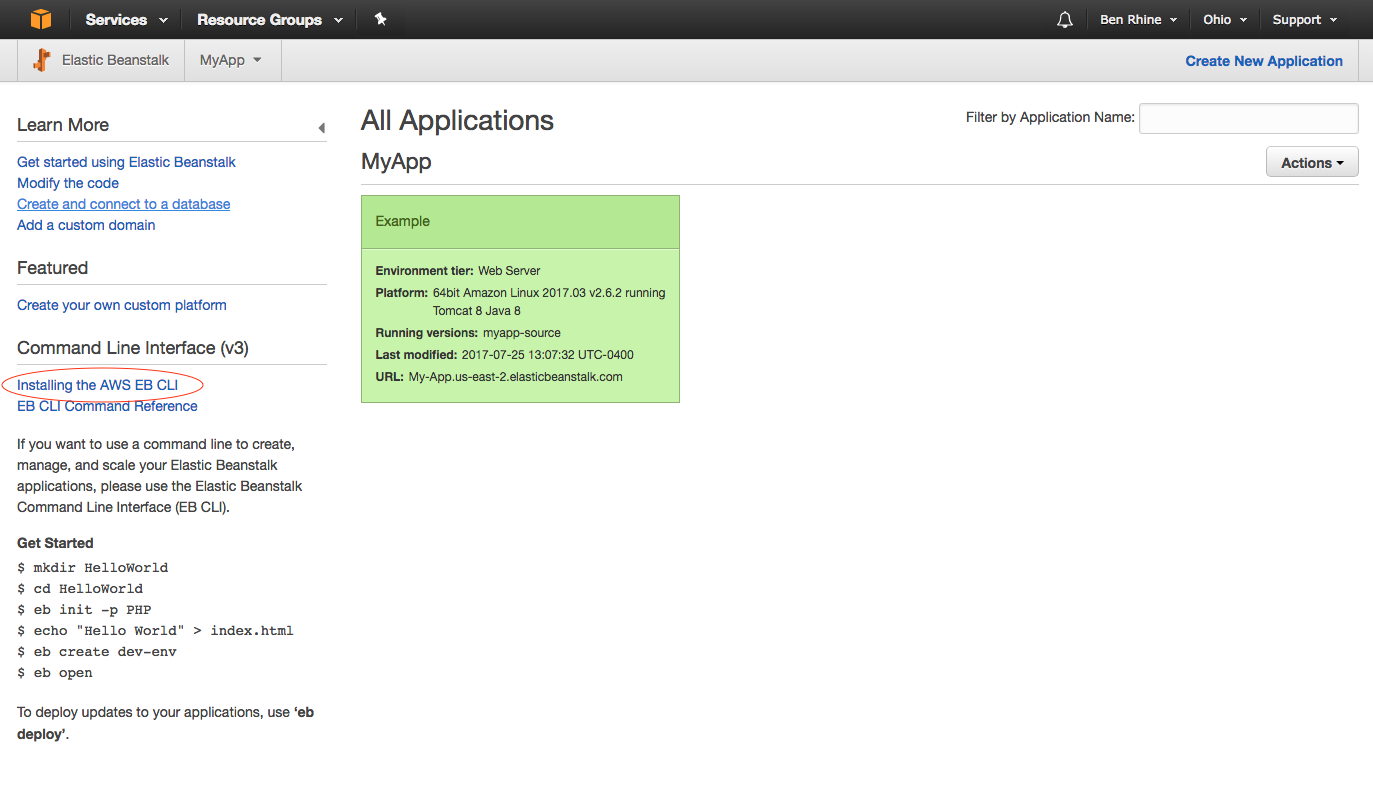 Services Resource Groups Ben Rhine Ohio Support
Elastic Beanstalk MyApp Create New Application
Learn More
Get started using Elastic Beanstalk
Modify the code
Create and connect to a database
Add a custom domain
Featured
Create your own custom platform
Command Line Interface (v3)
Installing the AWS EB CLI
EB CLI Command Reference
If you want to use a command line to create,
manage, and scale your Elastic Beanstalk
applications, please use the Elastic Beanstalk
Command Line Interface (EB CLI).
Get Started
$ mkdir HelloWorld
$ cd HelloWorld
$ eb init -p PHP
$ echo "Hello World" > index.html
$ eb create dev-env
$ eb open
To deploy updates to your applications, use ‘eb
deploy’.
All Applications
Filter by Application Name:
MyApp
Actions
Example
Environment tier: Web Server
Platform: 64bit Amazon Linux 2017.03 v2.6.2 running
Tomcat 8 Java 8
Running versions: myapp-source
Last modified: 2017-07-25 13:07:32 UTC-0400
URL: My-App.us-east-2.elasticbeanstalk.com